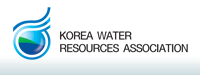 KOREA WATER
RESOURCES ASSOCIATION